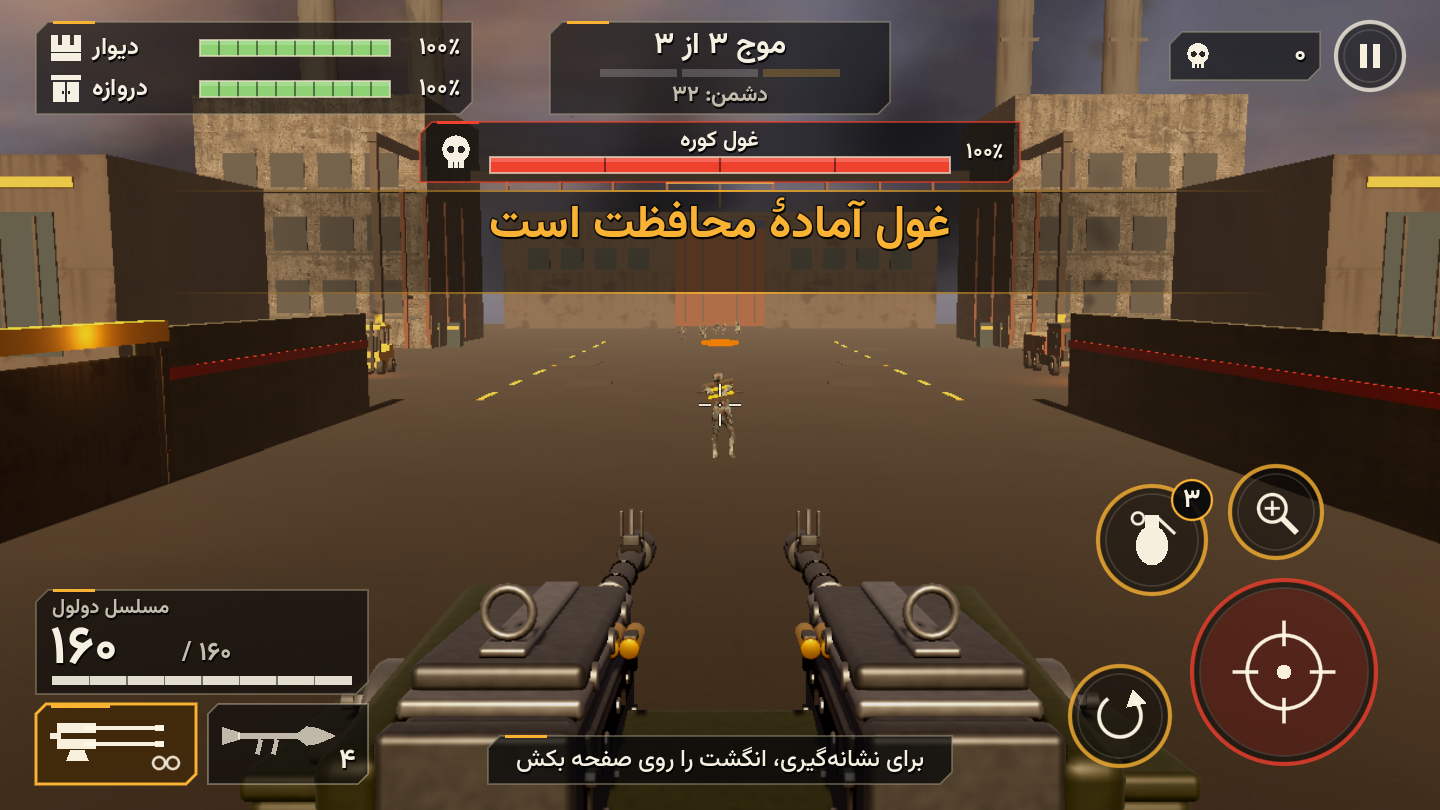 دیوار ۱۰۰٪
دروازه ۱۰۰٪
موج ۳ از ۳
دشمن: ۳۲
۰
غول کوره ۱۰۰٪
غول آمادهٔ محافظت است
۳
مسلسل دولول
۱۶۰ / ۱۶۰
∞
۴
برای نشانه‌گیری، انگشت را روی صفحه بکش